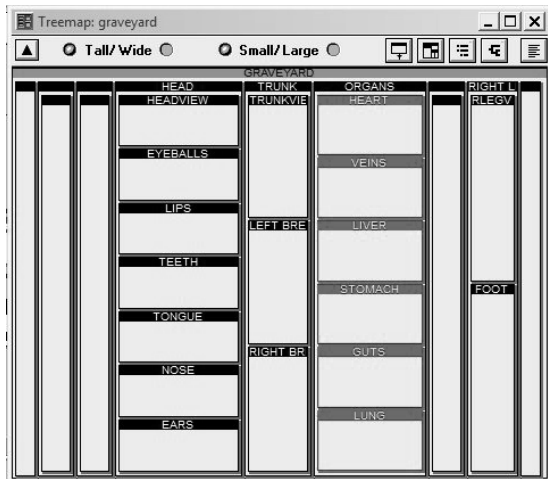 Treemap: graveyard
Tall/Wide Small/Large
GRAVEYARD
HEAD TRUNK ORGANS RIGHT L
HEADVIEW TRUNKVIE HEART RLEGV
EYEBALLS VEINS
LIPS LEFT BRE LIVER
TEETH STOMACH FOOT
TONGUE RIGHT BR GUTS
NOSE
EARS LUNG